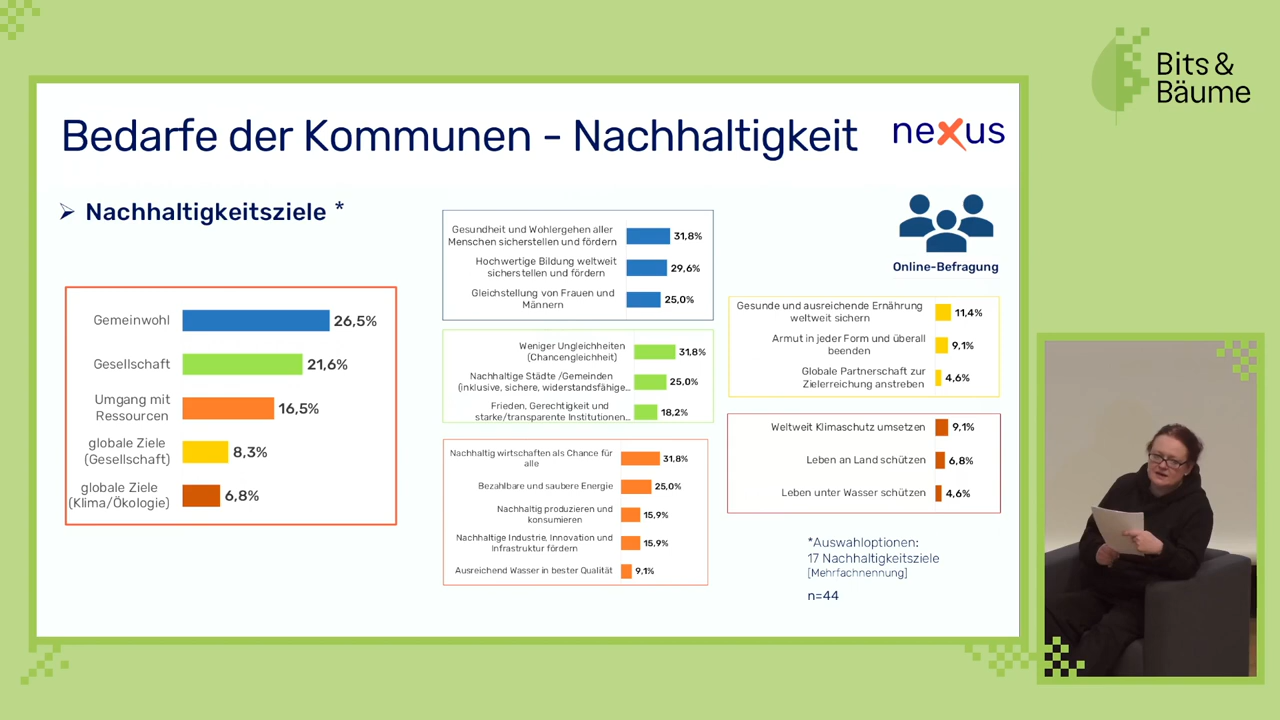 Bits &
Bäume
Bedarfe der Kommunen - Nachhaltigkeit
nexus
➢ Nachhaltigkeitsziele *
Online-Befragung
Gemeinwohl 26,5%
Gesellschaft 21,6%
Umgang mit
Ressourcen 16,5%
globale Ziele
(Gesellschaft) 8,3%
globale Ziele
(Klima/Ökologie) 6,8%
Gesundheit und Wohlergehen aller
Menschen sicherstellen und fördern 31,8%
Hochwertige Bildung weltweit
sicherstellen und fördern 29,6%
Gleichstellung von Frauen und
Männern 25,0%
Weniger Ungleichheiten
(Chancengleichheit) 31,8%
Nachhaltige Städte /Gemeinden
(inklusive, sichere, widerstandsfähige... 25,0%
Frieden, Gerechtigkeit und
starke/transparente Institutionen... 18,2%
Nachhaltig wirtschaften als Chance für
alle 31,8%
Bezahlbare und saubere Energie 25,0%
Nachhaltig produzieren und
konsumieren 15,9%
Nachhaltige Industrie, Innovation und
Infrastruktur fördern 15,9%
Ausreichend Wasser in bester Qualität 9,1%
Gesunde und ausreichende Ernährung
weltweit sichern 11,4%
Armut in jeder Form und überall
beenden 9,1%
Globale Partnerschaft zur
Zielerreichung anstreben 4,6%
Weltweit Klimaschutz umsetzen 9,1%
Leben an Land schützen 6,8%
Leben unter Wasser schützen 4,6%
*Auswahloptionen:
17 Nachhaltigkeitsziele
[Mehrfachnennung]
n=44